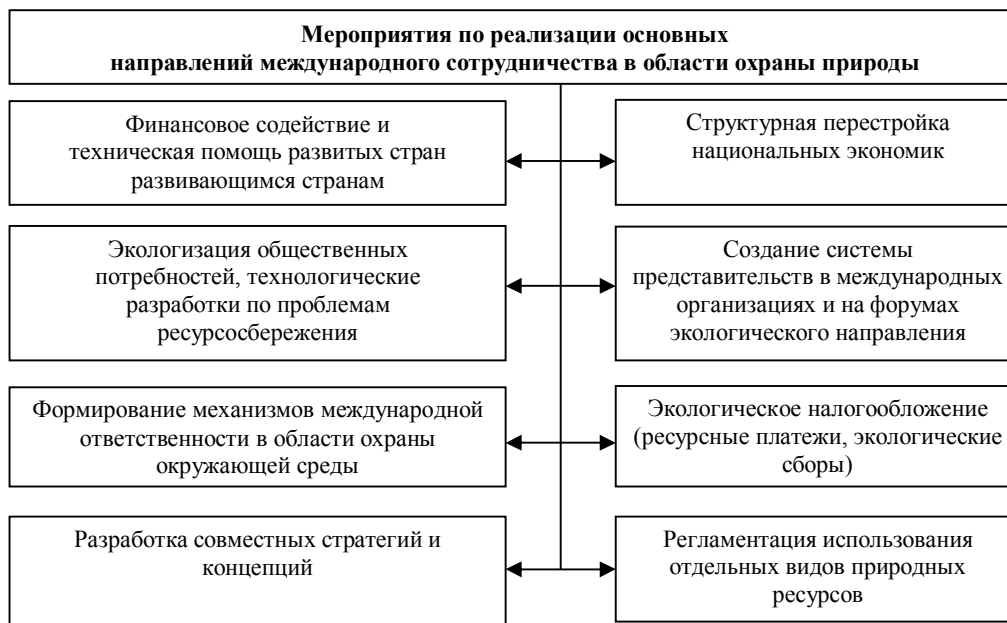 Мероприятия по реализации основных
направлений международного сотрудничества в области охраны природы
Финансовое содействие и
техническая помощь развитых стран
развивающимся странам
Структурная перестройка
национальных экономик
Экологизация общественных
потребностей, технологические
разработки по проблемам
ресурсосбережения
Создание системы
представительств в международных
организациях и на форумах
экологического направления
Формирование механизмов международной
ответственности в области охраны
окружающей среды
Экологическое налогообложение
(ресурсные платежи, экологические
сборы)
Разработка совместных стратегий и
концепций
Регламентация использования
отдельных видов природных
ресурсов